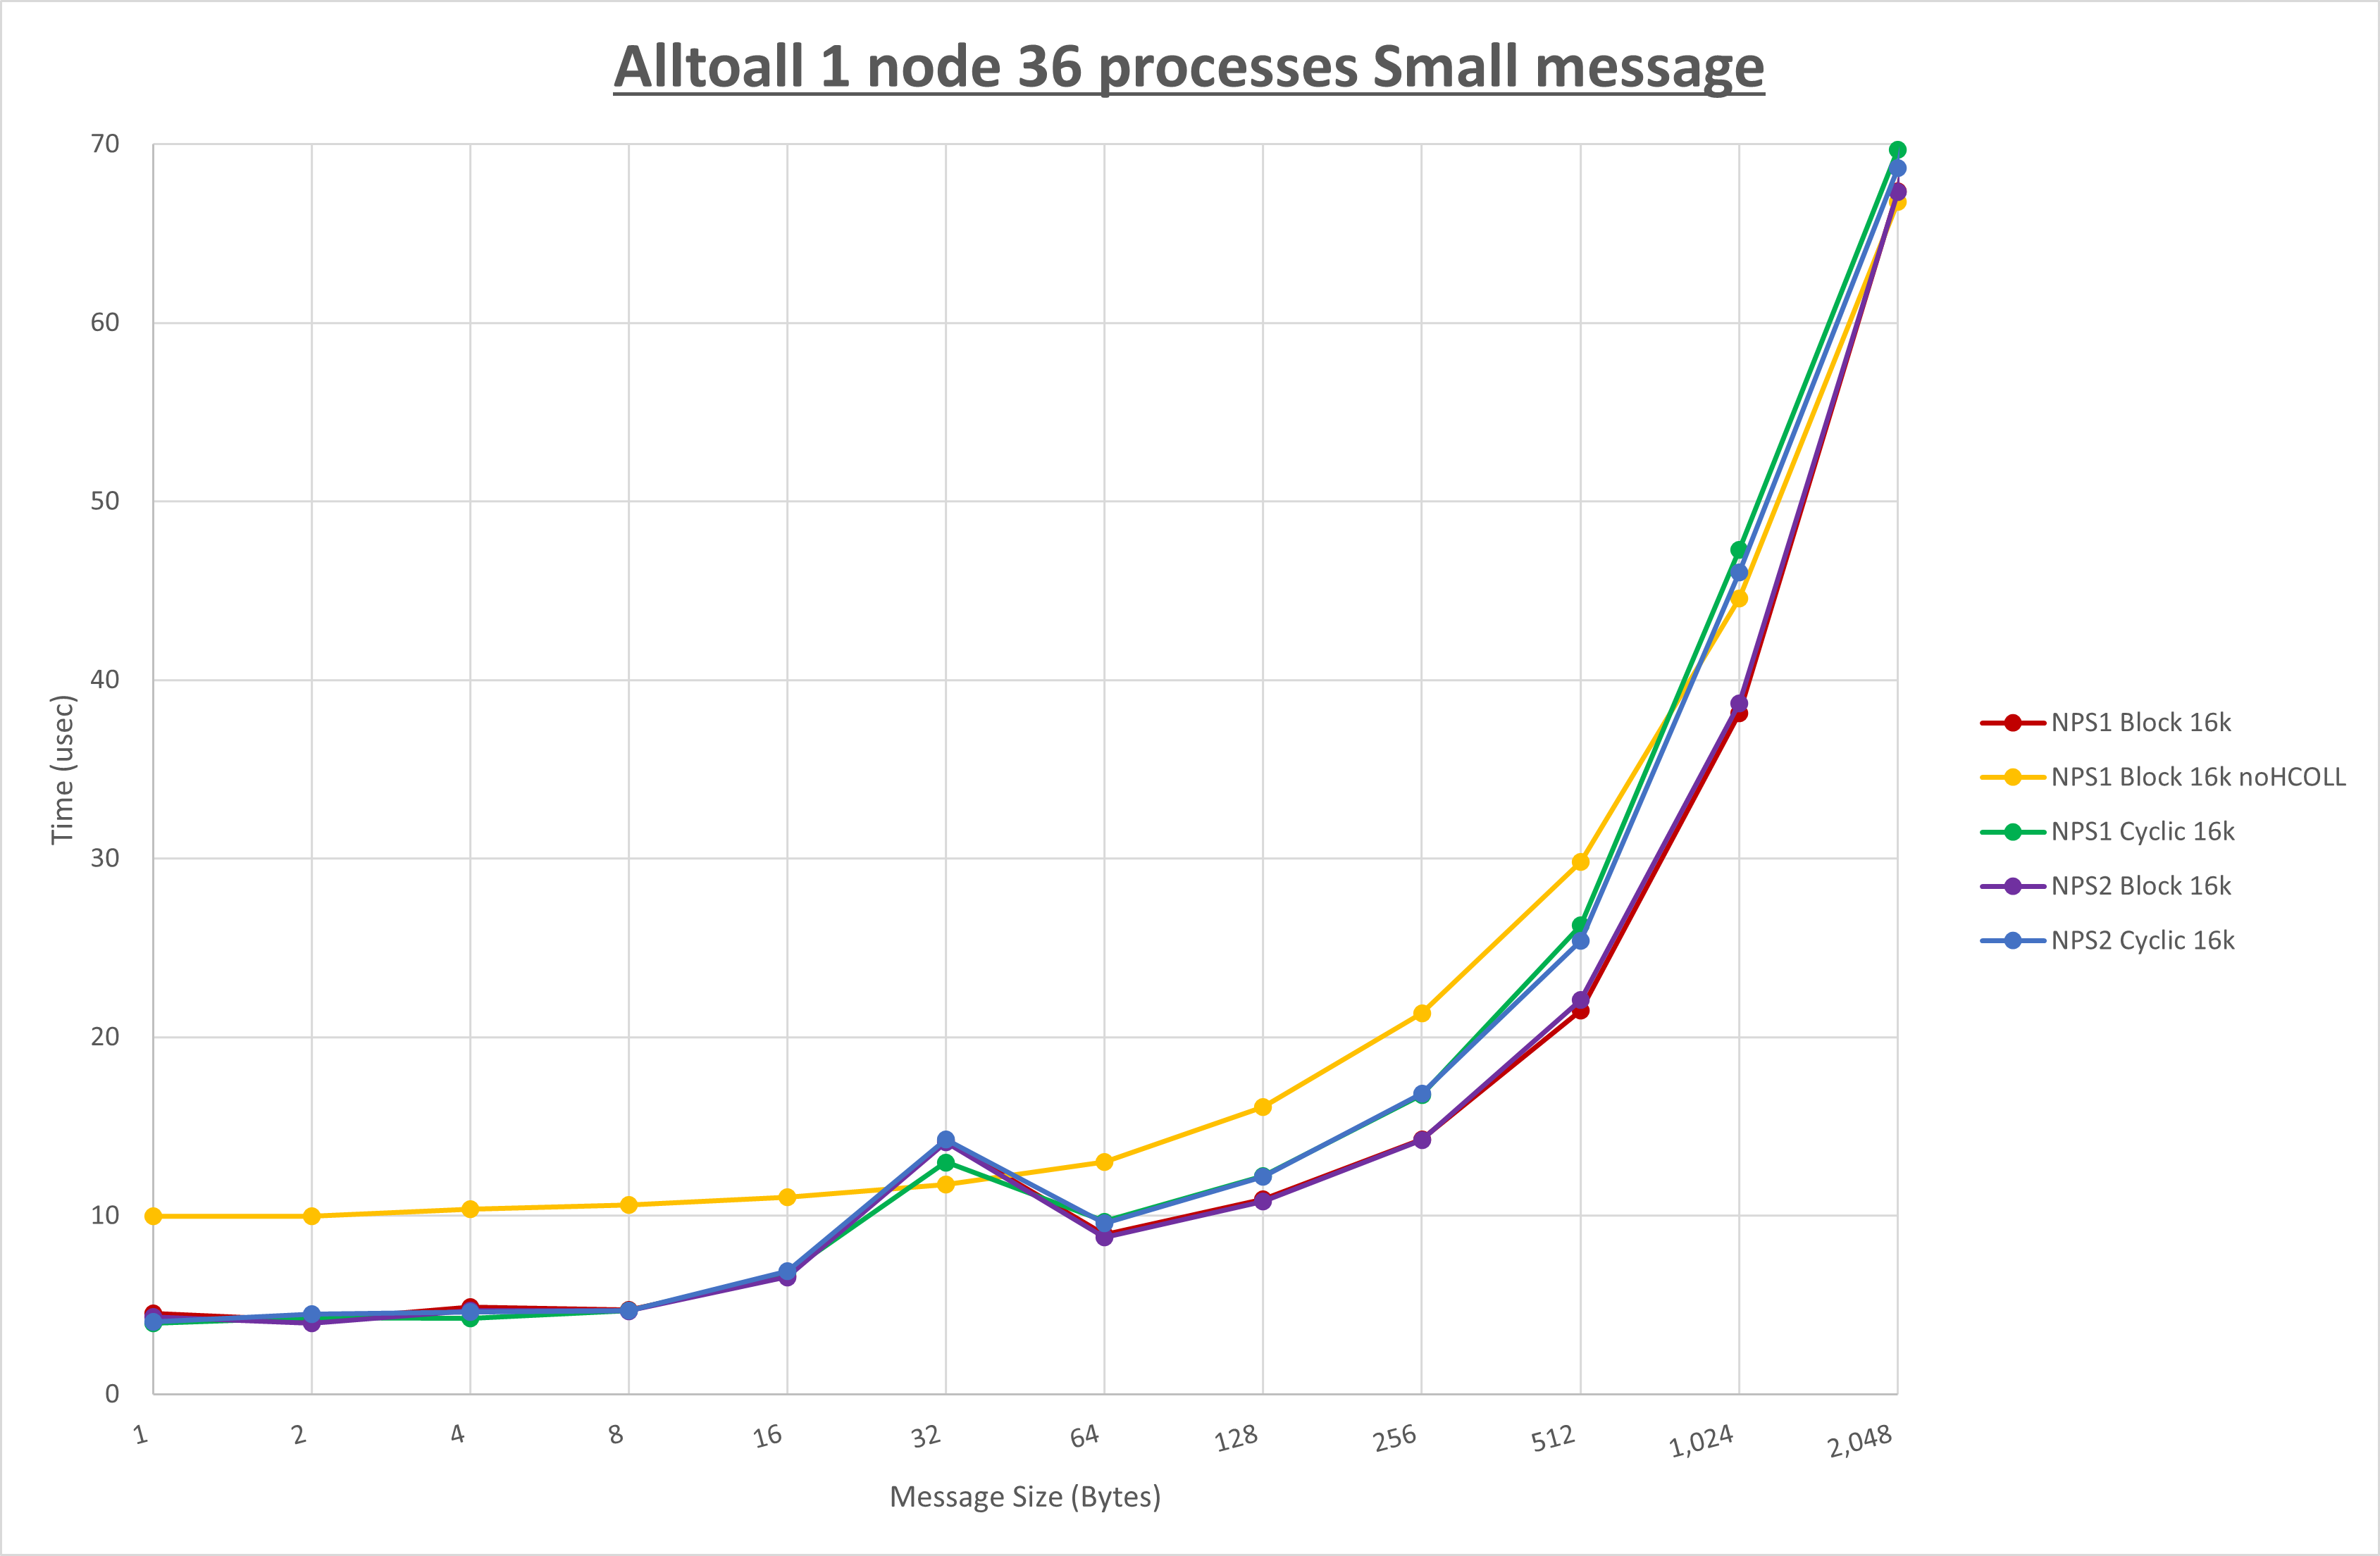 Alltoall 1 node 36 processes Small message
70
60
50
40
30
20
10
0
Time (usec)
1
2
4
8
16
32
64
128
256
512
1,024
2,048
Message Size (Bytes)
NPS1 Block 16k
NPS1 Block 16k noHCOLL
NPS1 Cyclic 16k
NPS2 Block 16k
NPS2 Cyclic 16k